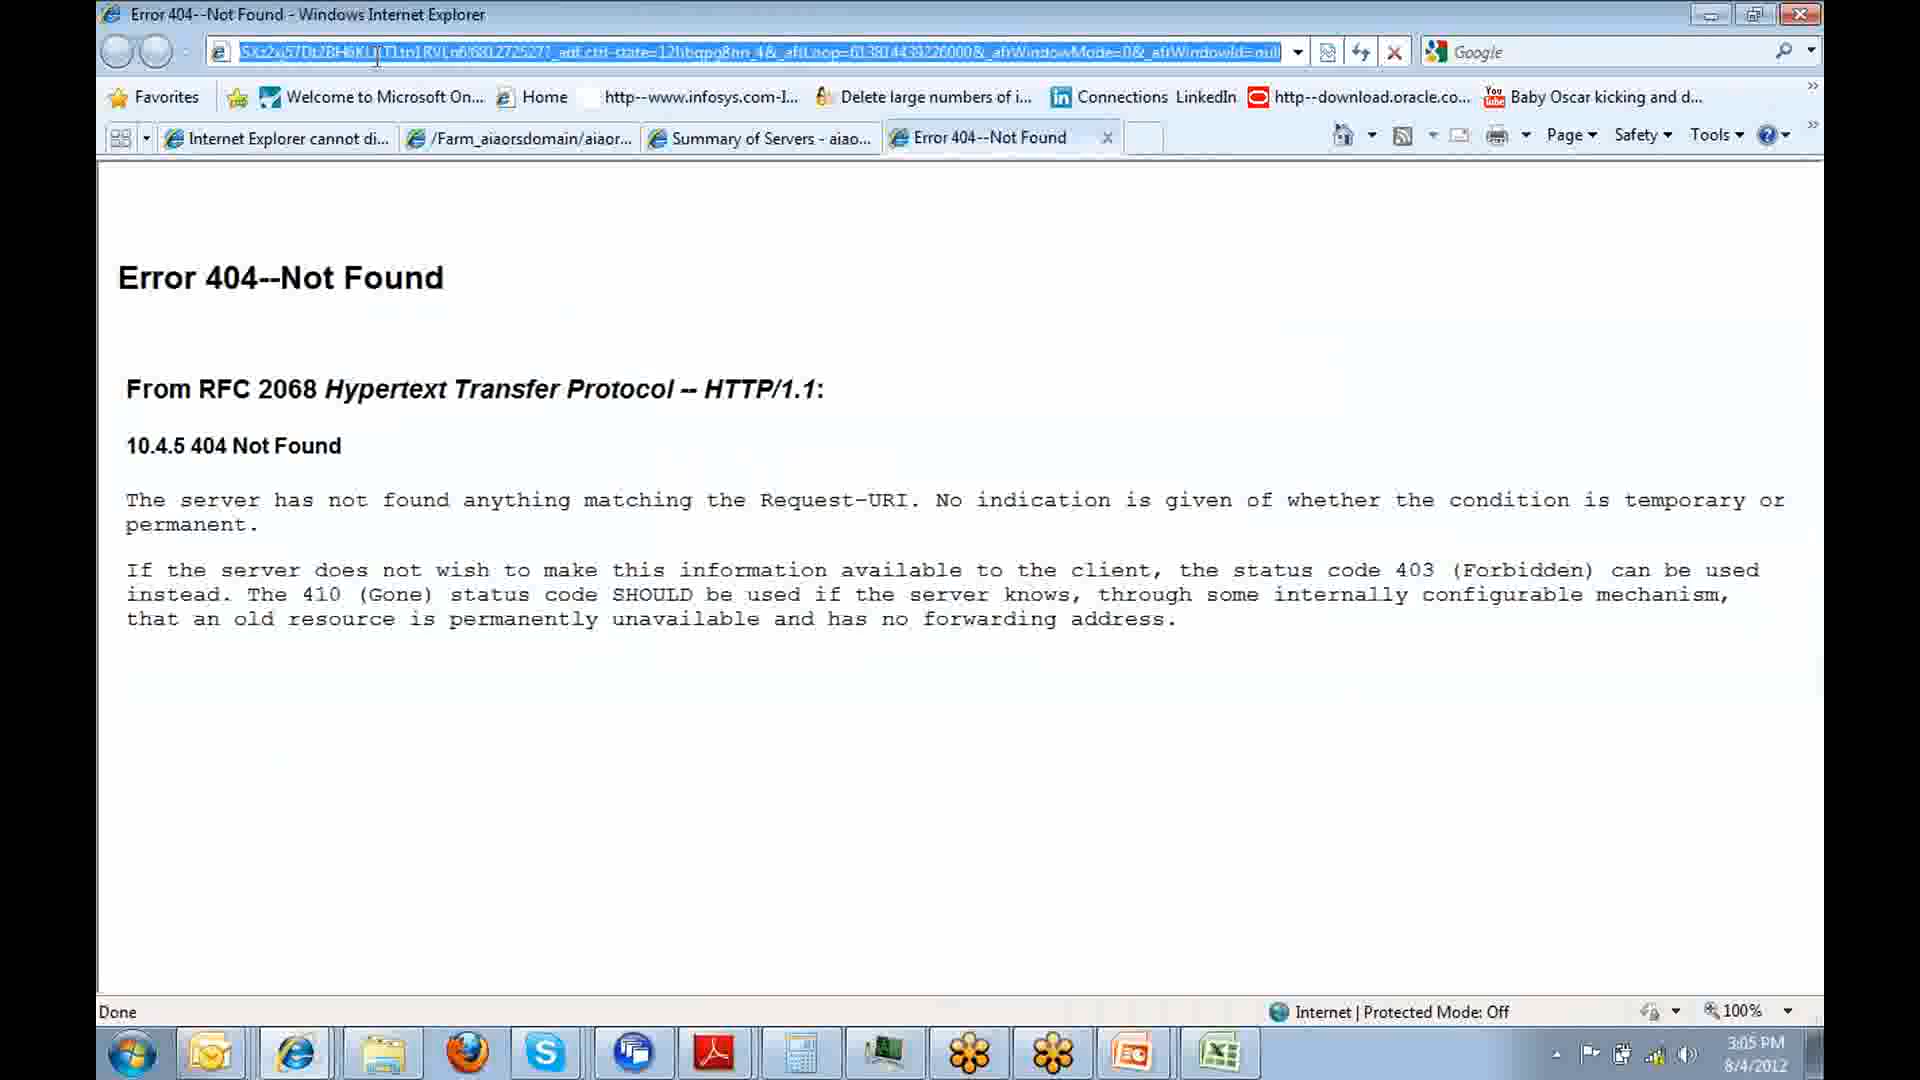 Error 404--Not Found - Windows Internet Explorer
Google
Favorites Welcome to Microsoft On... Home http--www.infosys.com-I... Delete large numbers of i... Connections LinkedIn http--download.oracle.co... Baby Oscar kicking and d...
Internet Explorer cannot di... /Farm_aiaorsdomain/aiaor... Summary of Servers - aiao... Error 404--Not Found Page Safety Tools
Error 404--Not Found
From RFC 2068 Hypertext Transfer Protocol -- HTTP/1.1:
10.4.5 404 Not Found
The server has not found anything matching the Request-URI. No indication is given of whether the condition is temporary or
permanent.
If the server does not wish to make this information available to the client, the status code 403 (Forbidden) can be used
instead. The 410 (Gone) status code SHOULD be used if the server knows, through some internally configurable mechanism,
that an old resource is permanently unavailable and has no forwarding address.
Done Internet | Protected Mode: Off 100%
3:05 PM
8/4/2012